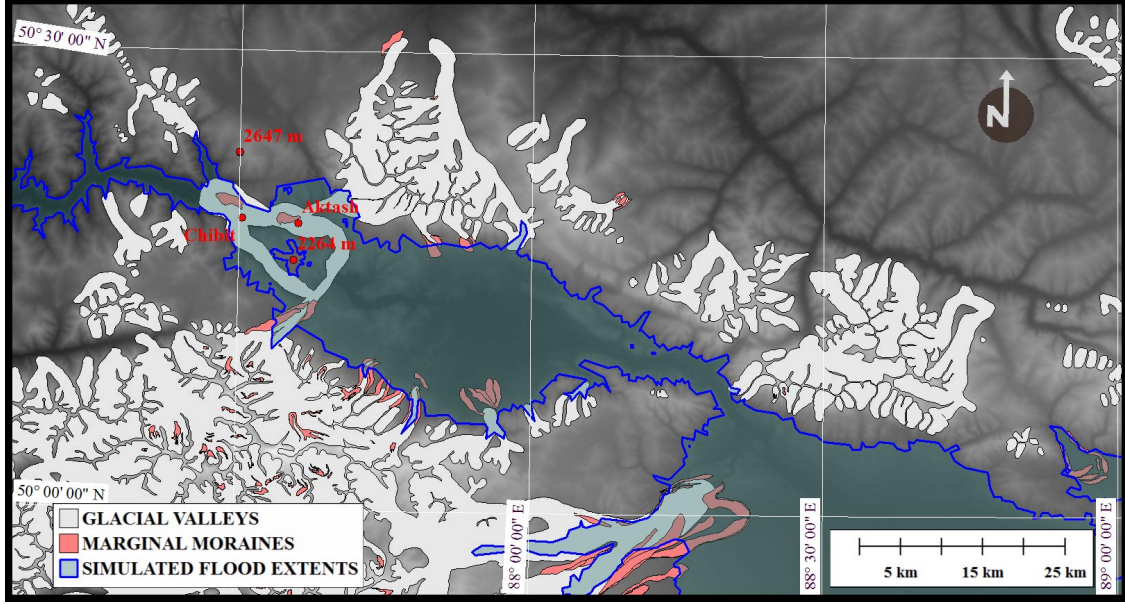 50° 30' 00" N
N
2647 m
Aktash
Chibit
2264 m
50° 00' 00" N
GLACIAL VALLEYS
MARGINAL MORAINES
SIMULATED FLOOD EXTENTS
88° 00' 00" E
88° 30' 00" E
89° 00' 00" E
5 km 15 km 25 km